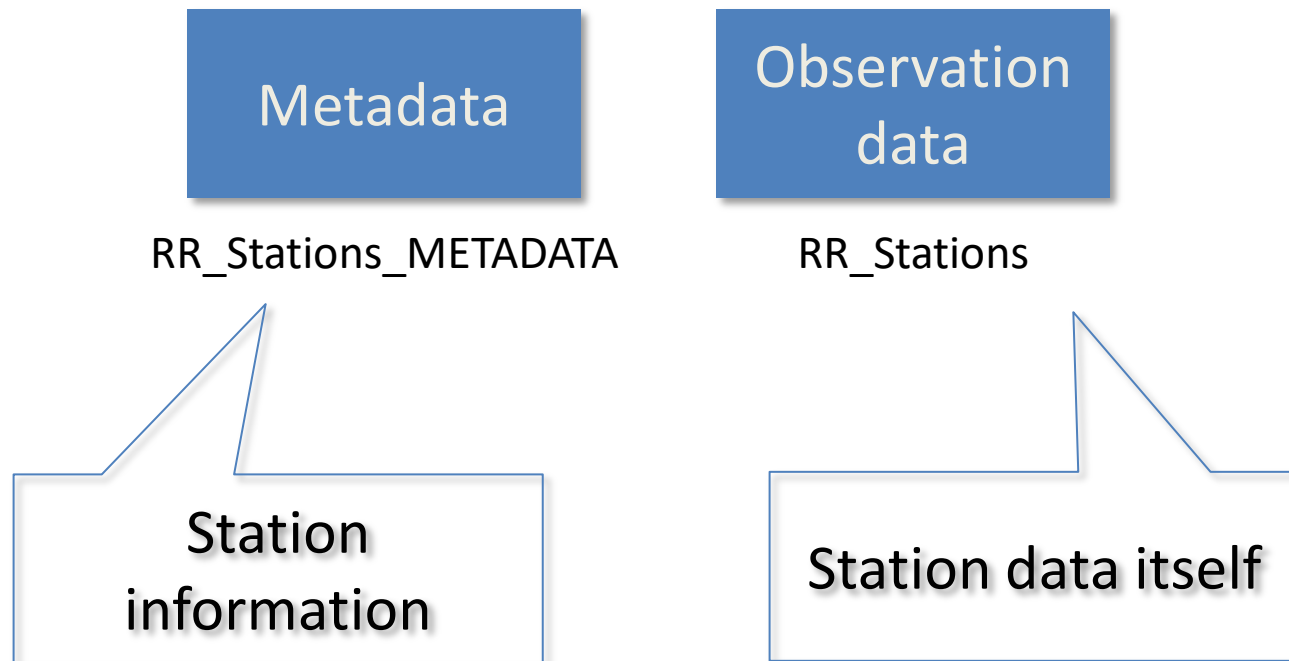 Metadata
Observation
data
RR_Stations_METADATA
RR_Stations
Station
information
Station data itself